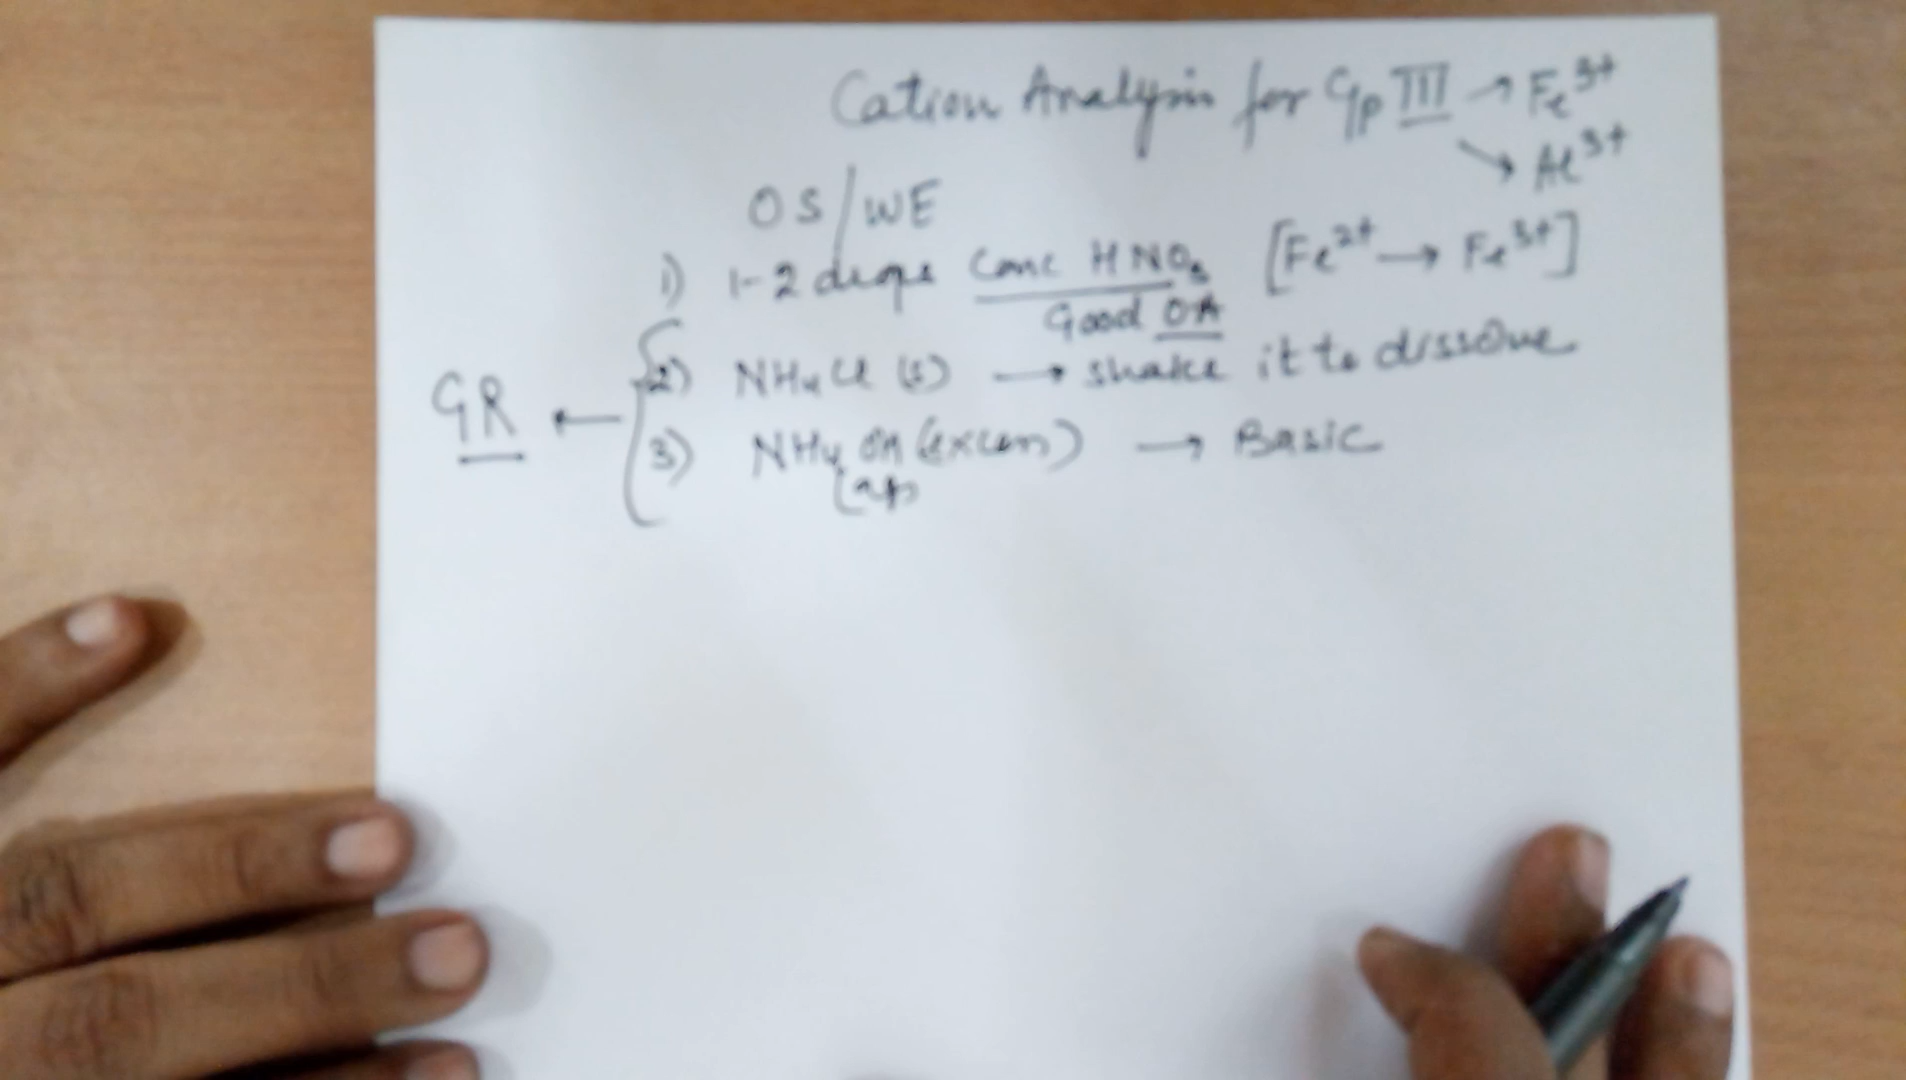 Cation Analysis for Gp III → Fe³⁺
↘ Al³⁺
OS/WE
1) 1-2 drops Conc HNO₃ [Fe²⁺ → Fe³⁺]
Good OA
2) NH₄Cl (s) → shake it to dissolve
GR ←
3) NH₄OH (excess) → Basic
(aq)